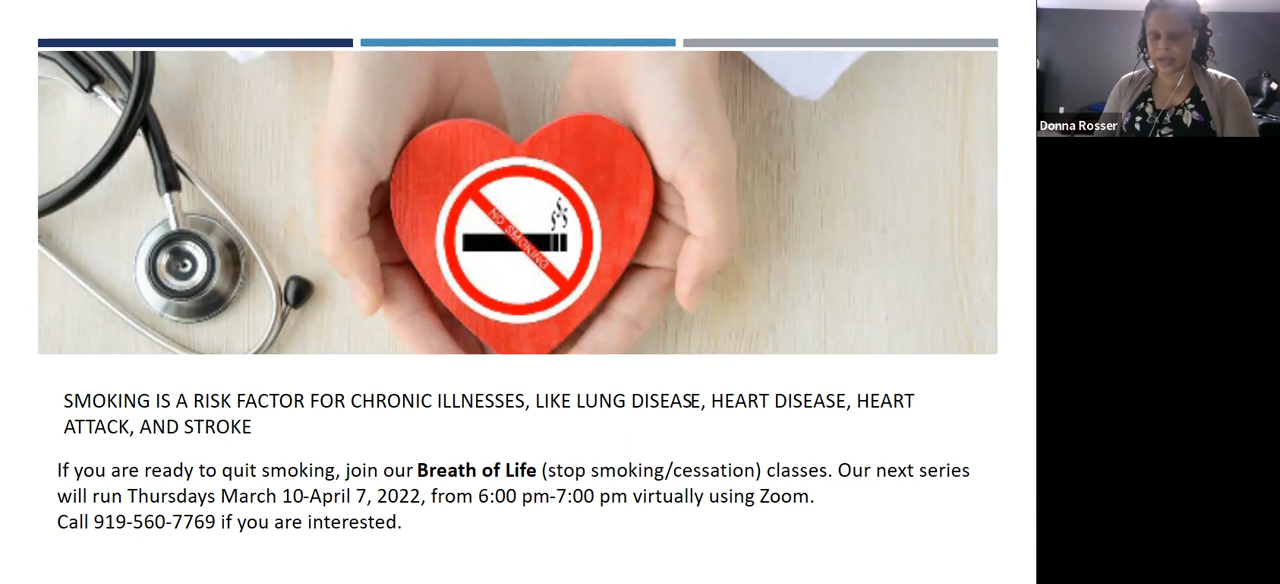 NO SMOKING
Donna Rosser
SMOKING IS A RISK FACTOR FOR CHRONIC ILLNESSES, LIKE LUNG DISEASE, HEART DISEASE, HEART
ATTACK, AND STROKE
If you are ready to quit smoking, join our Breath of Life (stop smoking/cessation) classes. Our next series
will run Thursdays March 10-April 7, 2022, from 6:00 pm-7:00 pm virtually using Zoom.
Call 919-560-7769 if you are interested.